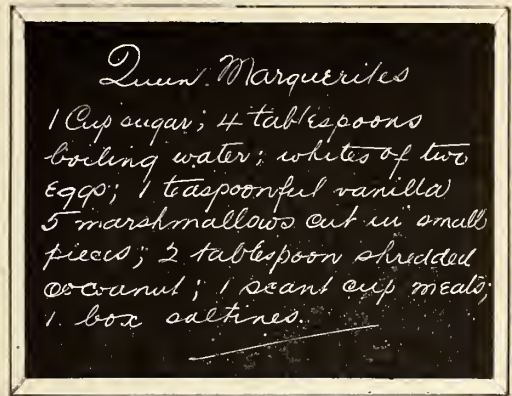 Queen Marguerites
1 Cup sugar; 4 tablespoons
boiling water; whites of two
eggs; 1 teaspoonful vanilla
5 marshmallows cut in small
pieces; 2 tablespoon shredded
cocoanut; 1 scant cup meats;
1 box saltines.